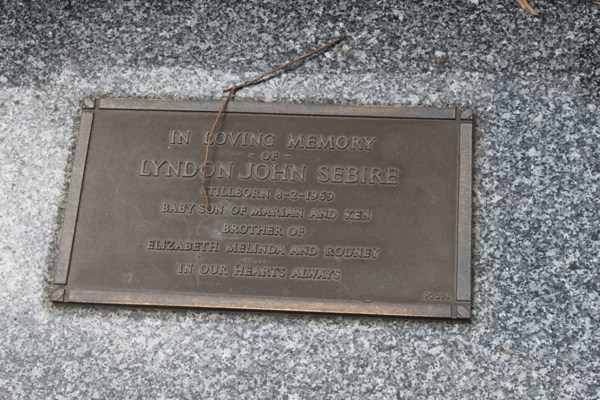 IN LOVING MEMORY
- OF -
LYNDON JOHN SEBIRE
STILLBORN 8-2-1969
BABY SON OF MARIAN AND KEN
BROTHER OF
ELIZABETH MELINDA AND RODNEY
IN OUR HEARTS ALWAYS